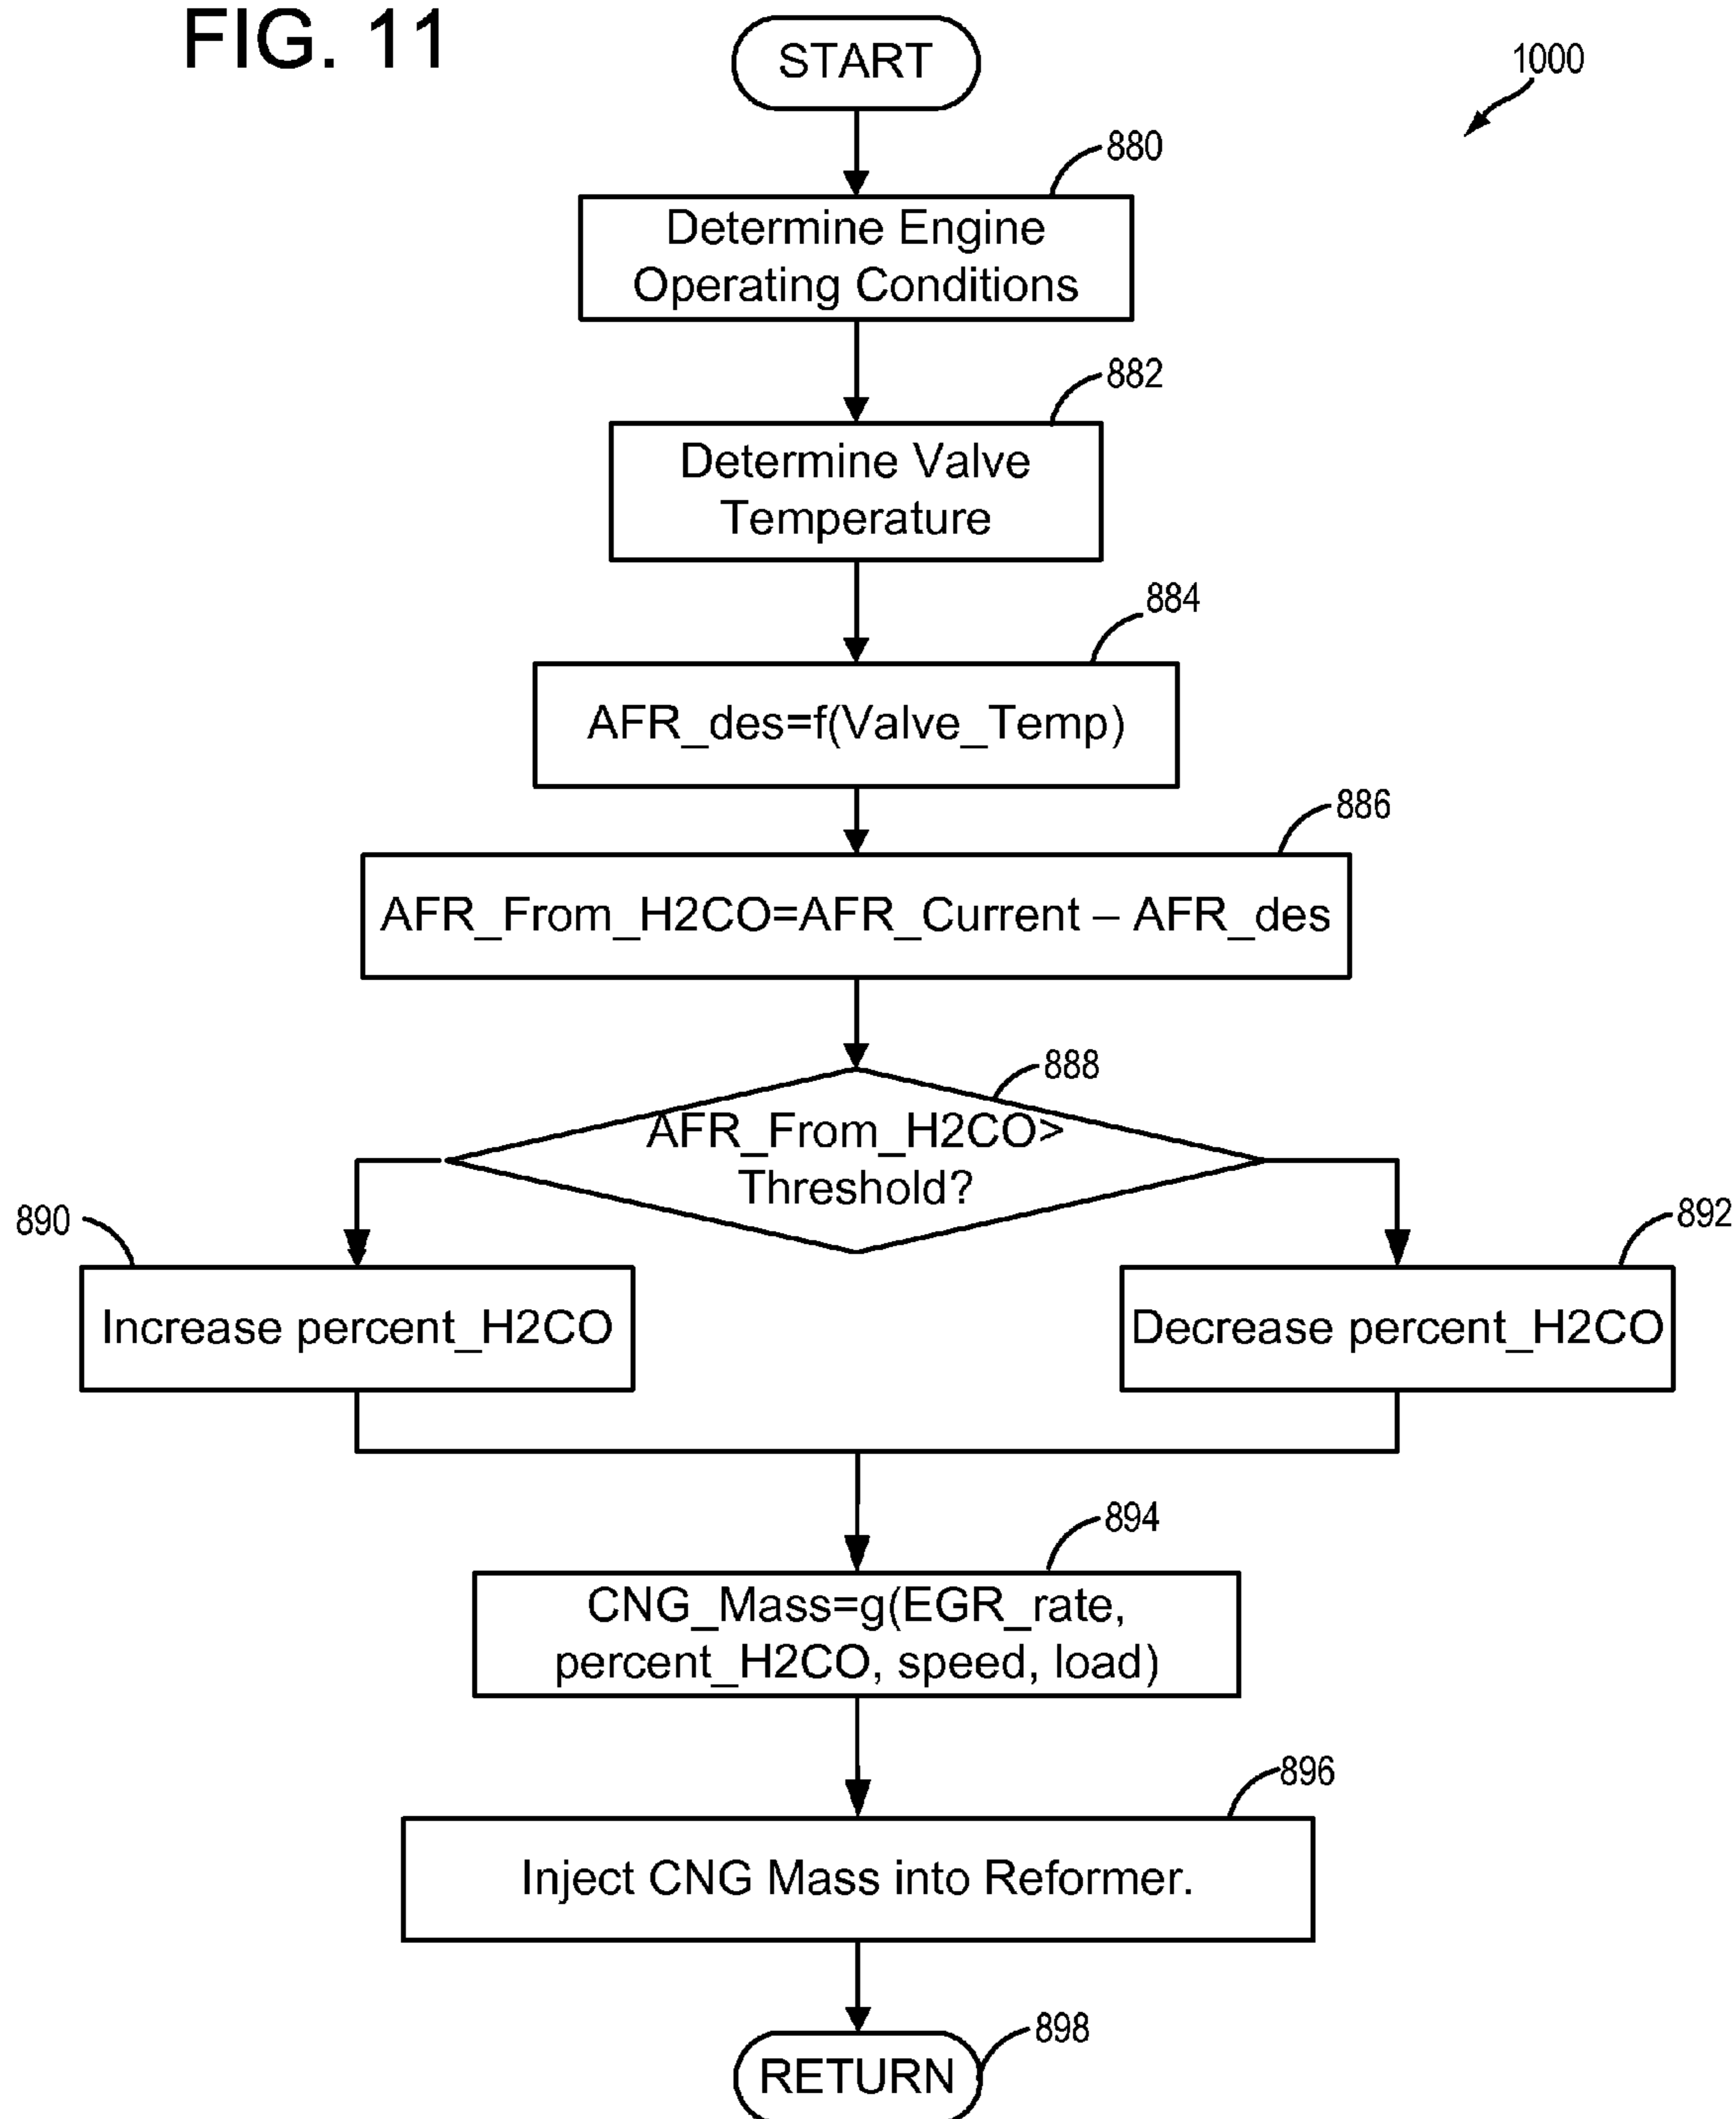 FIG. 11
START
1000
880
Determine Engine
Operating Conditions
882
Determine Valve
Temperature
884
AFR_des=f(Valve_Temp)
886
AFR_From_H2CO=AFR_Current – AFR_des
888
AFR_From_H2CO>
Threshold?
890
892
Increase percent_H2CO
Decrease percent_H2CO
894
CNG_Mass=g(EGR_rate,
percent_H2CO, speed, load)
896
Inject CNG Mass into Reformer.
898
RETURN